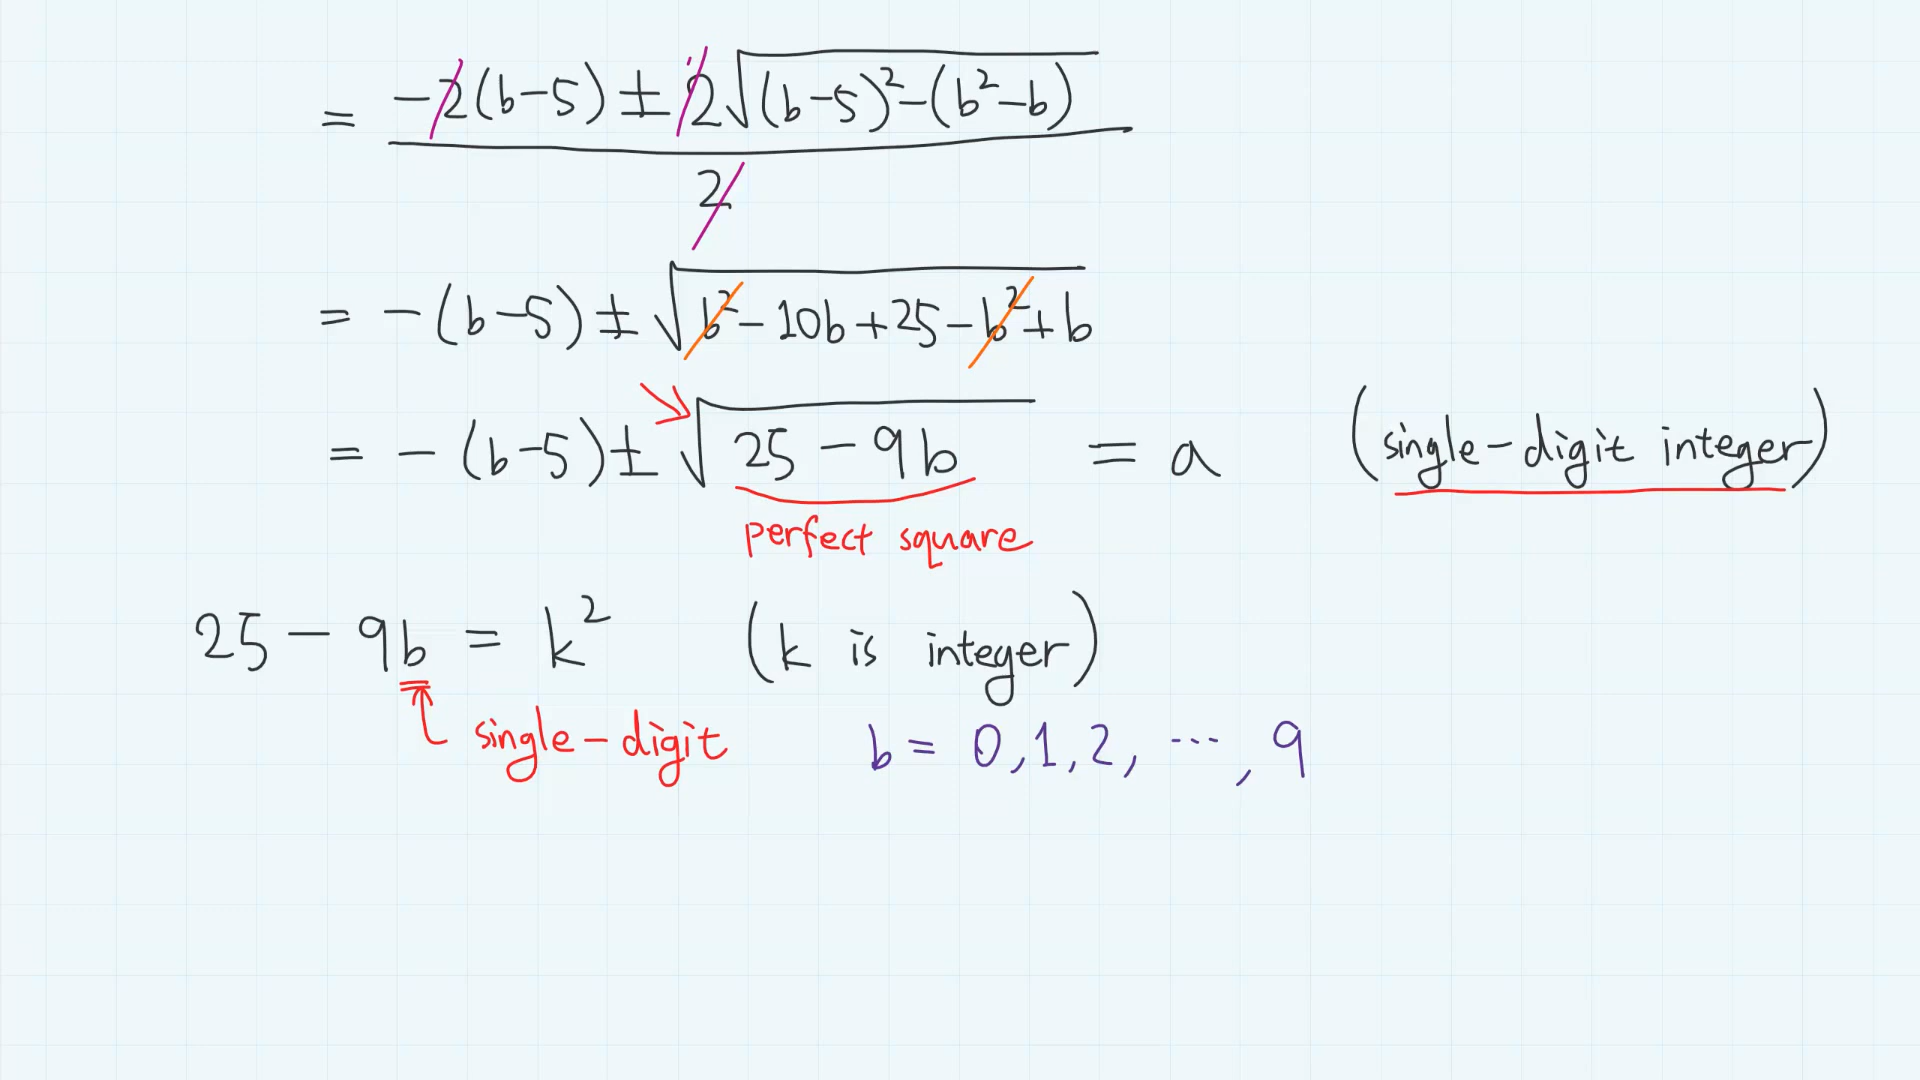 = (-2(b-5) ± 2√((b-5)² - (b²-b))) / 2
= -(b-5) ± √(b² - 10b + 25 - b² + b)
= -(b-5) ± √(25 - 9b) = a (single-digit integer)
perfect square
25 - 9b = k² (k is integer)
single-digit b = 0, 1, 2, ..., 9